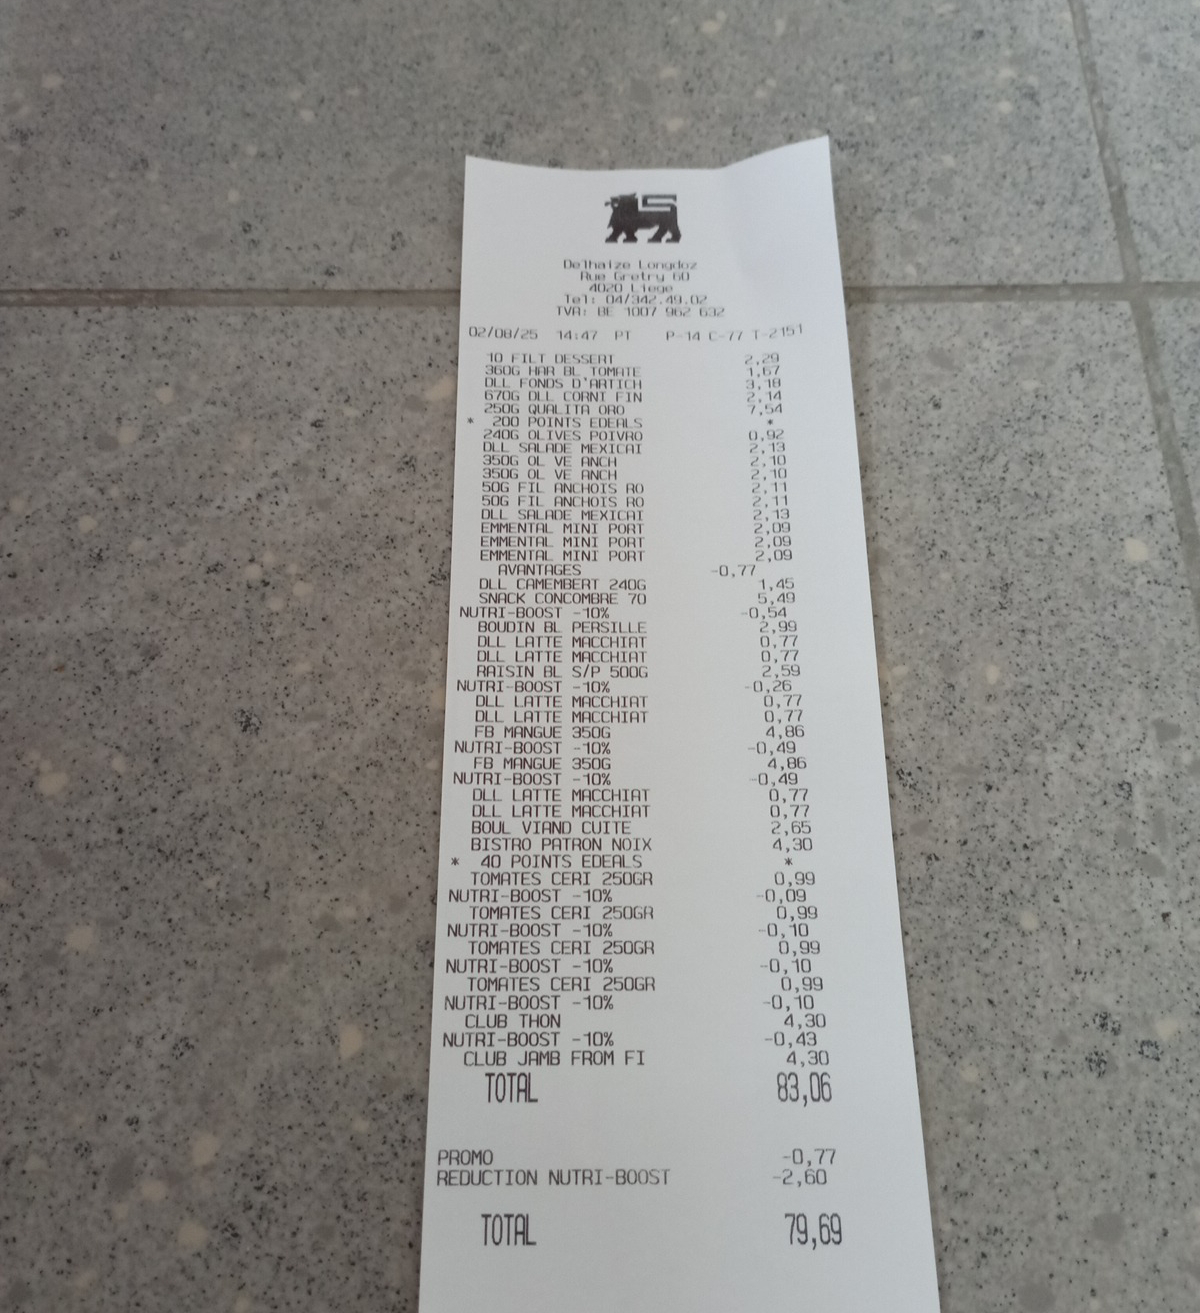 Delhaize Longdoz
Rue Gretry 60
4020 Liege
Tel: 04/342.49.02
TVA: BE 1007 962 632
02/08/25 14:47 PT P-14 C-77 T-2151
10 FILT DESSERT 2,29
360G HAR BL TOMATE 1,67
DLL FONDS D'ARTICH 3,18
670G DLL CORNI FIN 2,14
250G QUALITA ORO 7,54
* 200 POINTS EDEALS *
240G OLIVES POIVRO 0,92
DLL SALADE MEXICAI 2,13
350G OL VE ANCH 2,10
350G OL VE ANCH 2,10
50G FIL ANCHOIS RO 2,11
50G FIL ANCHOIS RO 2,11
DLL SALADE MEXICAI 2,13
EMMENTAL MINI PORT 2,09
EMMENTAL MINI PORT 2,09
EMMENTAL MINI PORT 2,09
AVANTAGES -0,77
DLL CAMEMBERT 240G 1,45
SNACK CONCOMBRE 70 5,49
NUTRI-BOOST -10% -0,54
BOUDIN BL PERSILLE 2,99
DLL LATTE MACCHIAT 0,77
DLL LATTE MACCHIAT 0,77
RAISIN BL S/P 500G 2,59
NUTRI-BOOST -10% -0,26
DLL LATTE MACCHIAT 0,77
DLL LATTE MACCHIAT 0,77
FB MANGUE 350G 4,86
NUTRI-BOOST -10% -0,49
FB MANGUE 350G 4,86
NUTRI-BOOST -10% -0,49
DLL LATTE MACCHIAT 0,77
DLL LATTE MACCHIAT 0,77
BOUL VIAND CUITE 2,65
BISTRO PATRON NOIX 4,30
* 40 POINTS EDEALS *
TOMATES CERI 250GR 0,99
NUTRI-BOOST -10% -0,09
TOMATES CERI 250GR 0,99
NUTRI-BOOST -10% -0,10
TOMATES CERI 250GR 0,99
NUTRI-BOOST -10% -0,10
TOMATES CERI 250GR 0,99
NUTRI-BOOST -10% -0,10
CLUB THON 4,30
NUTRI-BOOST -10% -0,43
CLUB JAMB FROM FI 4,30
TOTAL 83,06
PROMO -0,77
REDUCTION NUTRI-BOOST -2,60
TOTAL 79,69